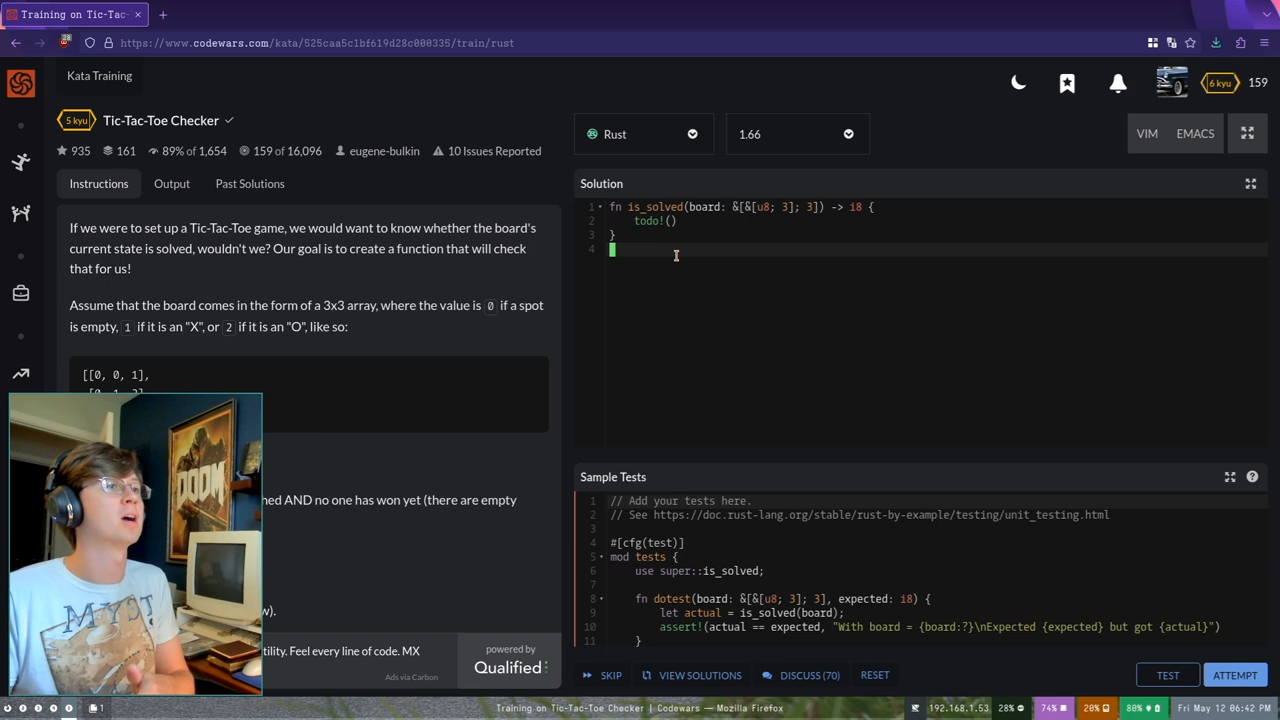 Training on Tic-Tac-
28
https://www.codewars.com/kata/525caa5c1bf619d28c000335/train/rust
Kata Training
6 kyu
159
5 kyu
Tic-Tac-Toe Checker
935
161
89% of 1,654
159 of 16,096
eugene-bulkin
10 Issues Reported
Rust
1.66
VIM
EMACS
Instructions
Output
Past Solutions
If we were to set up a Tic-Tac-Toe game, we would want to know whether the board's
current state is solved, wouldn't we? Our goal is to create a function that will check
that for us!
Assume that the board comes in the form of a 3x3 array, where the value is 0 if a spot
is empty, 1 if it is an "X", or 2 if it is an "O", like so:
[[0, 0, 1],
AND no one has won yet (there are empty
w).
tility. Feel every line of code. MX
Ads via Carbon
powered by
Qualified
DOOM
MYST
Solution
1 fn is_solved(board: &[&[u8; 3]; 3]) -> i8 {
2 todo!()
3 }
4
Sample Tests
1 // Add your tests here.
2 // See https://doc.rust-lang.org/stable/rust-by-example/testing/unit_testing.html
3
4 #[cfg(test)]
5 mod tests {
6 use super::is_solved;
7
8 fn dotest(board: &[&[u8; 3]; 3], expected: i8) {
9 let actual = is_solved(board);
10 assert!(actual == expected, "With board = {board:?}\nExpected {expected} but got {actual}")
11 }
SKIP
VIEW SOLUTIONS
DISCUSS (70)
RESET
TEST
ATTEMPT
1
Training on Tic-Tac-Toe Checker | Codewars — Mozilla Firefox
192.168.1.53
28%
74%
20%
80%
Fri May 12 06:42 PM